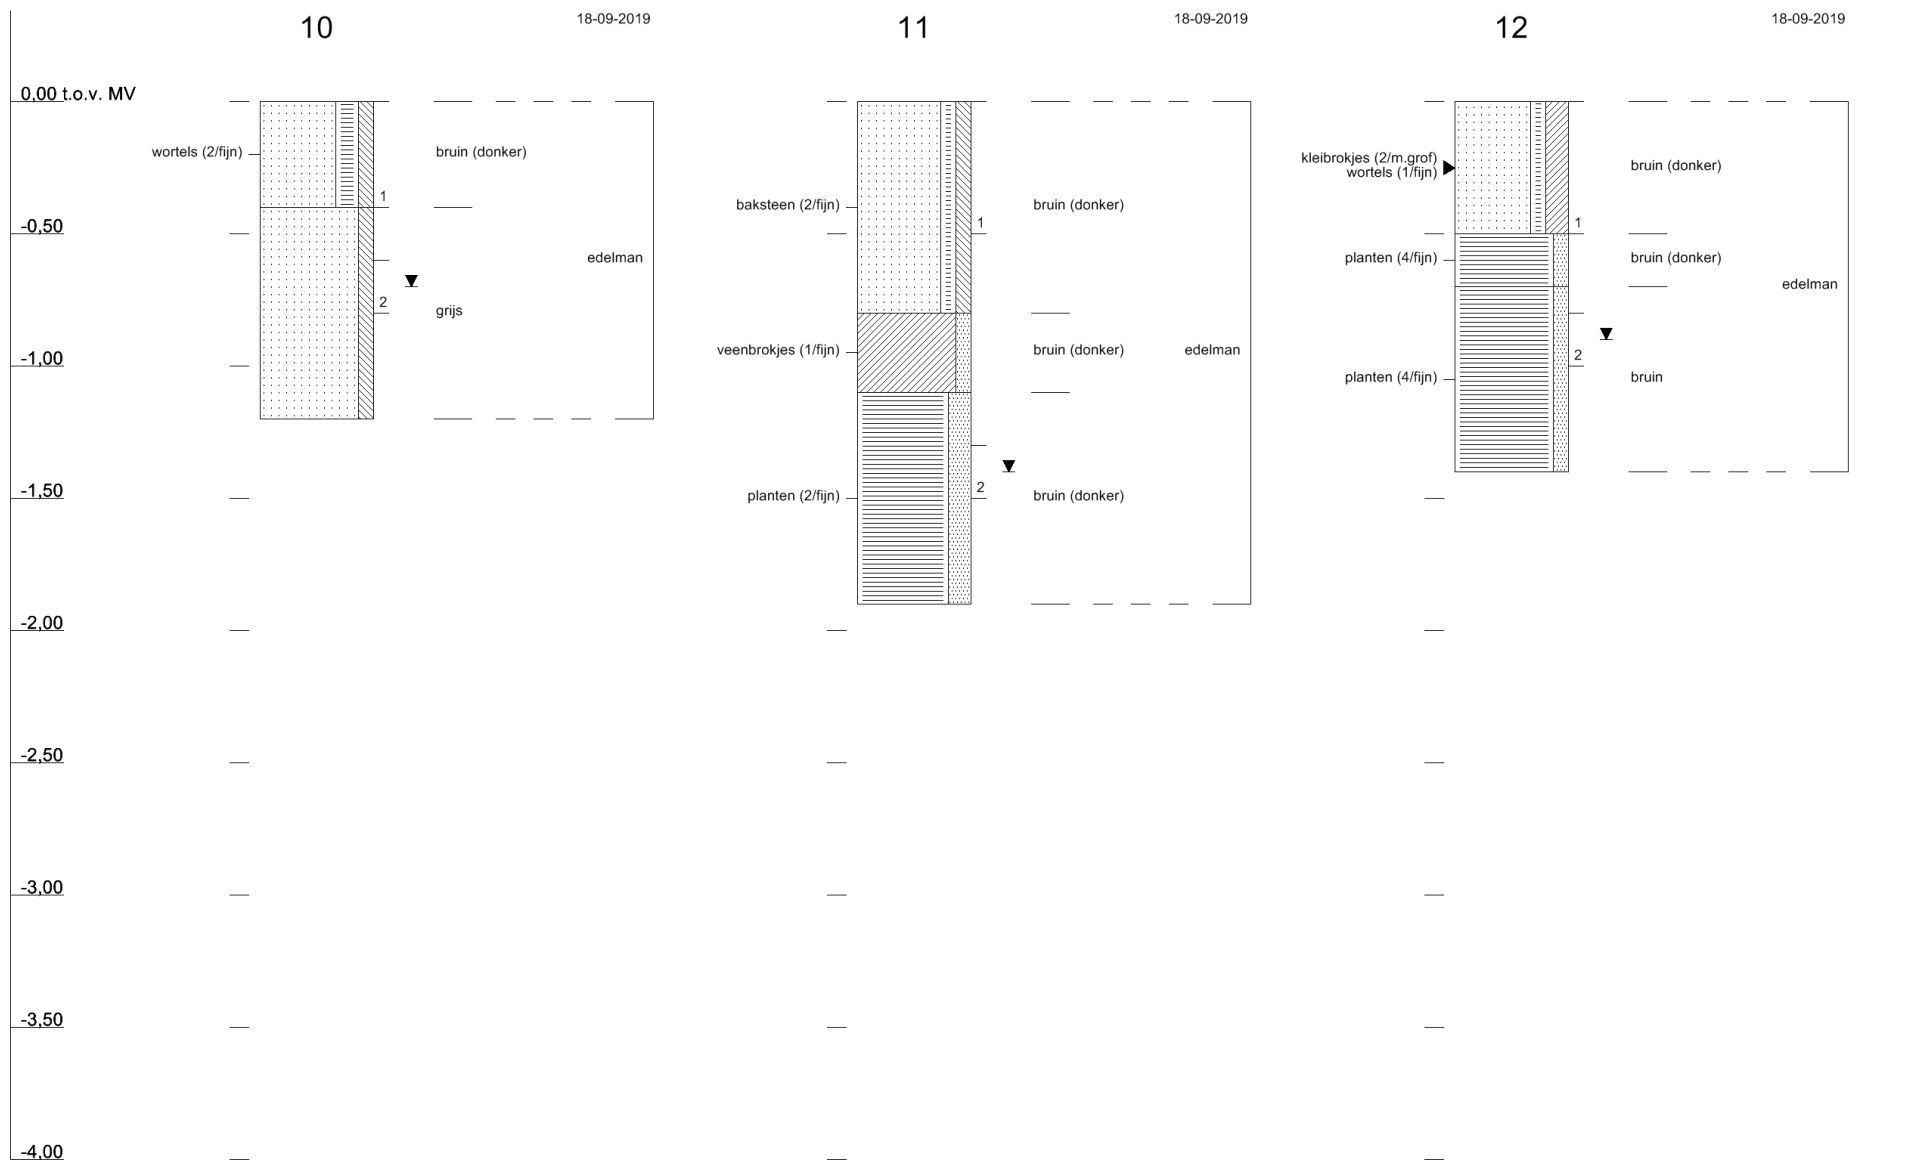 10
18-09-2019
11
18-09-2019
12
18-09-2019
0,00 t.o.v. MV
-0,50
-1,00
-1,50
-2,00
-2,50
-3,00
-3,50
-4,00
wortels (2/fijn)
1
2
bruin (donker)
grijs
edelman
baksteen (2/fijn)
veenbrokjes (1/fijn)
planten (2/fijn)
1
2
bruin (donker)
bruin (donker)
bruin (donker)
edelman
kleibrokjes (2/m.grof)
wortels (1/fijn)
planten (4/fijn)
planten (4/fijn)
1
2
bruin (donker)
bruin (donker)
bruin
edelman